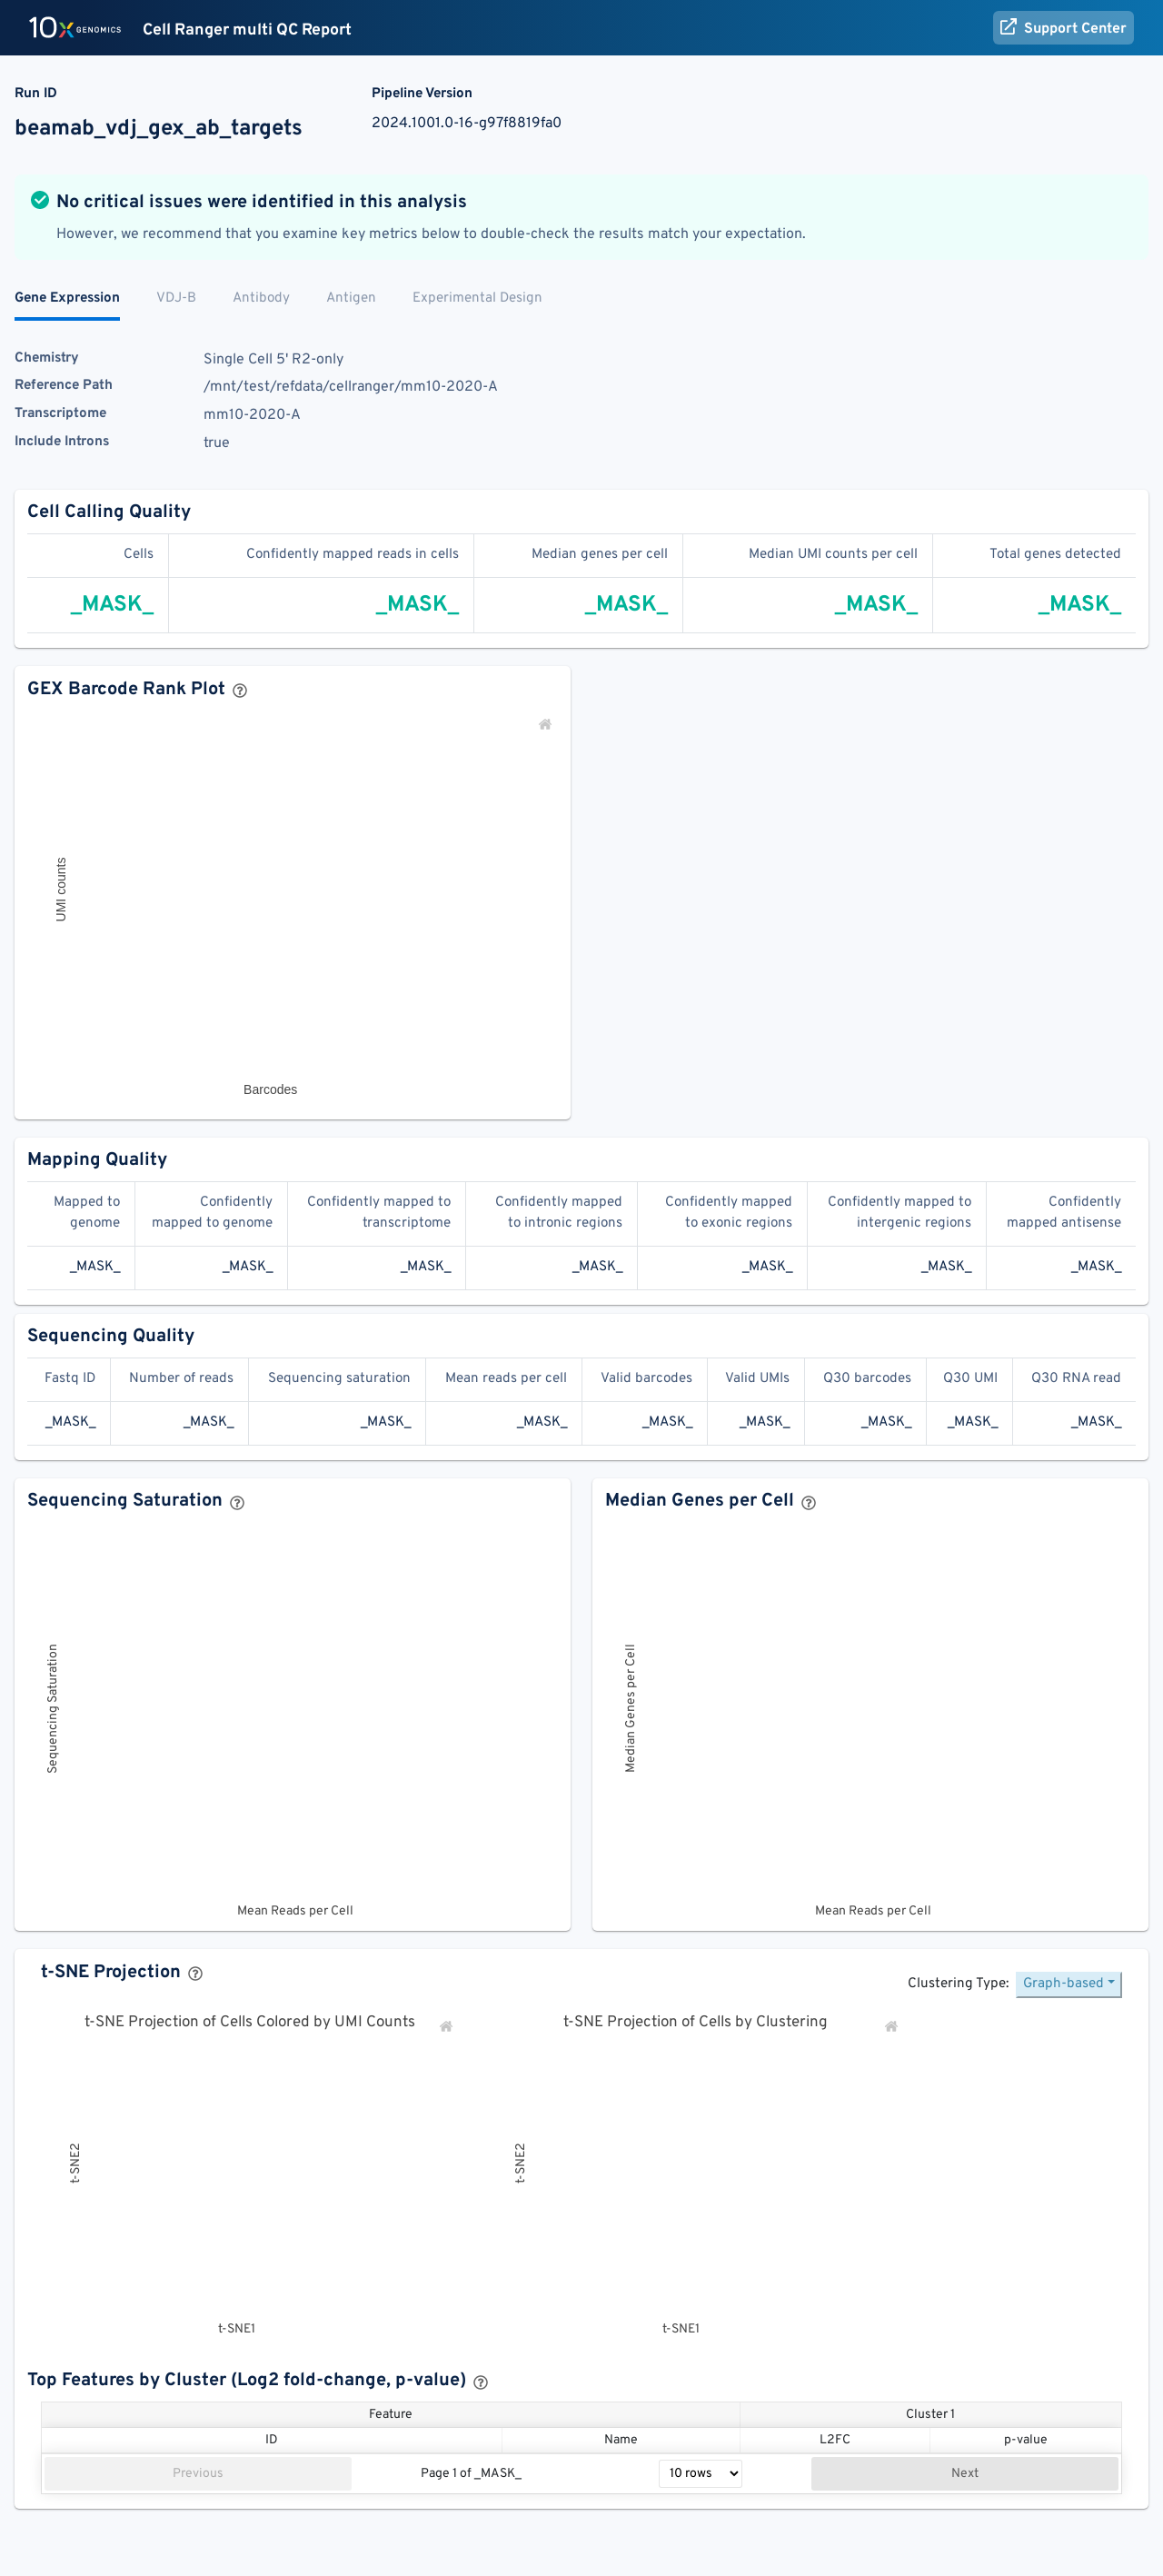 10x GENOMICS Cell Ranger multi QC Report Support Center
Run ID Pipeline Version
beamab_vdj_gex_ab_targets 2024.1001.0-16-g97f8819fa0
No critical issues were identified in this analysis
However, we recommend that you examine key metrics below to double-check the results match your expectation.
Gene Expression VDJ-B Antibody Antigen Experimental Design
Chemistry Single Cell 5' R2-only
Reference Path /mnt/test/refdata/cellranger/mm10-2020-A
Transcriptome mm10-2020-A
Include Introns true
Cell Calling Quality
Cells Confidently mapped reads in cells Median genes per cell Median UMI counts per cell Total genes detected
_MASK_ _MASK_ _MASK_ _MASK_ _MASK_
GEX Barcode Rank Plot ?
UMI counts
Barcodes
Mapping Quality
Mapped to Confidently Confidently mapped to Confidently mapped Confidently mapped Confidently mapped to Confidently
genome mapped to genome transcriptome to intronic regions to exonic regions intergenic regions mapped antisense
_MASK_ _MASK_ _MASK_ _MASK_ _MASK_ _MASK_ _MASK_
Sequencing Quality
Fastq ID Number of reads Sequencing saturation Mean reads per cell Valid barcodes Valid UMIs Q30 barcodes Q30 UMI Q30 RNA read
_MASK_ _MASK_ _MASK_ _MASK_ _MASK_ _MASK_ _MASK_ _MASK_ _MASK_
Sequencing Saturation ? Median Genes per Cell ?
Sequencing Saturation
Median Genes per Cell
Mean Reads per Cell Mean Reads per Cell
t-SNE Projection ?
Clustering Type: Graph-based
t-SNE Projection of Cells Colored by UMI Counts t-SNE Projection of Cells by Clustering
t-SNE2 t-SNE2
t-SNE1 t-SNE1
Top Features by Cluster (Log2 fold-change, p-value) ?
Feature Cluster 1
ID Name L2FC p-value
Previous Page 1 of _MASK_ 10 rows Next